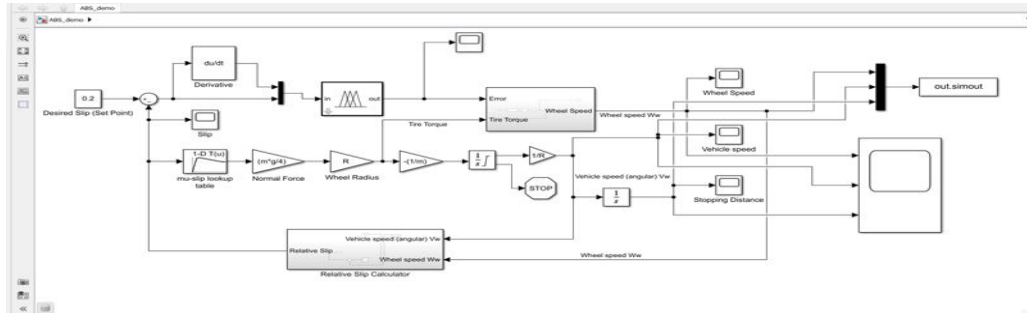 ABS_demo
ABS_demo
du/dt
Derivative
0.2
Desired Slip (Set Point)
in
out
Error
Tire Torque
Wheel Speed
Wheel speed Ww
Wheel Speed
out.simout
Slip
Tire Torque
Vehicle speed
1-D T(u)
mu-slip lookup
table
(m*g/4)
Normal Force
R
Wheel Radius
-(1/m)
1
s
1/R
STOP
Vehicle speed (angular) Vw
1
s
Stopping Distance
Vehicle speed (angular) Vw
Relative Slip
Wheel speed Ww
Wheel speed Ww
Relative Slip Calculator